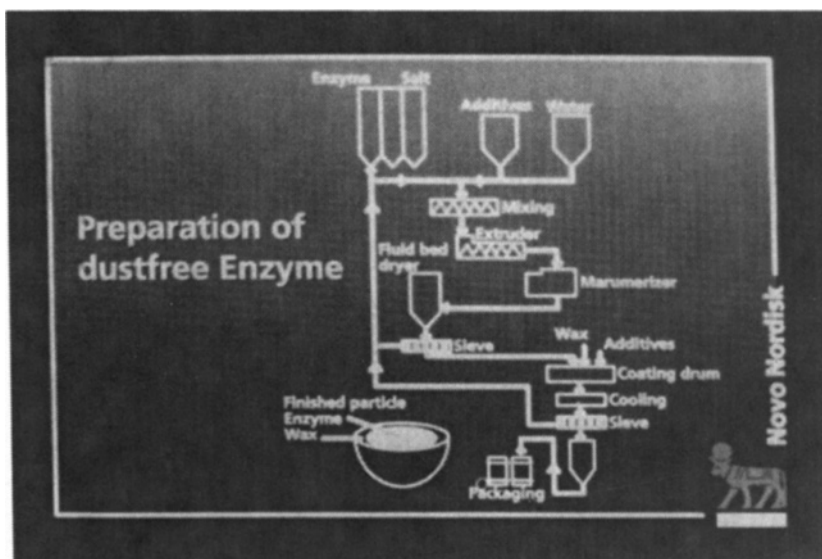 Enzyme Salt
Additives Water
Preparation of
dustfree Enzyme
Mixing
Extruder
Fluid bed
dryer
Marumerizer
Sieve
Wax Additives
Coating drum
Cooling
Sieve
Finished particle
Enzyme
Wax
Packaging
Novo Nordisk